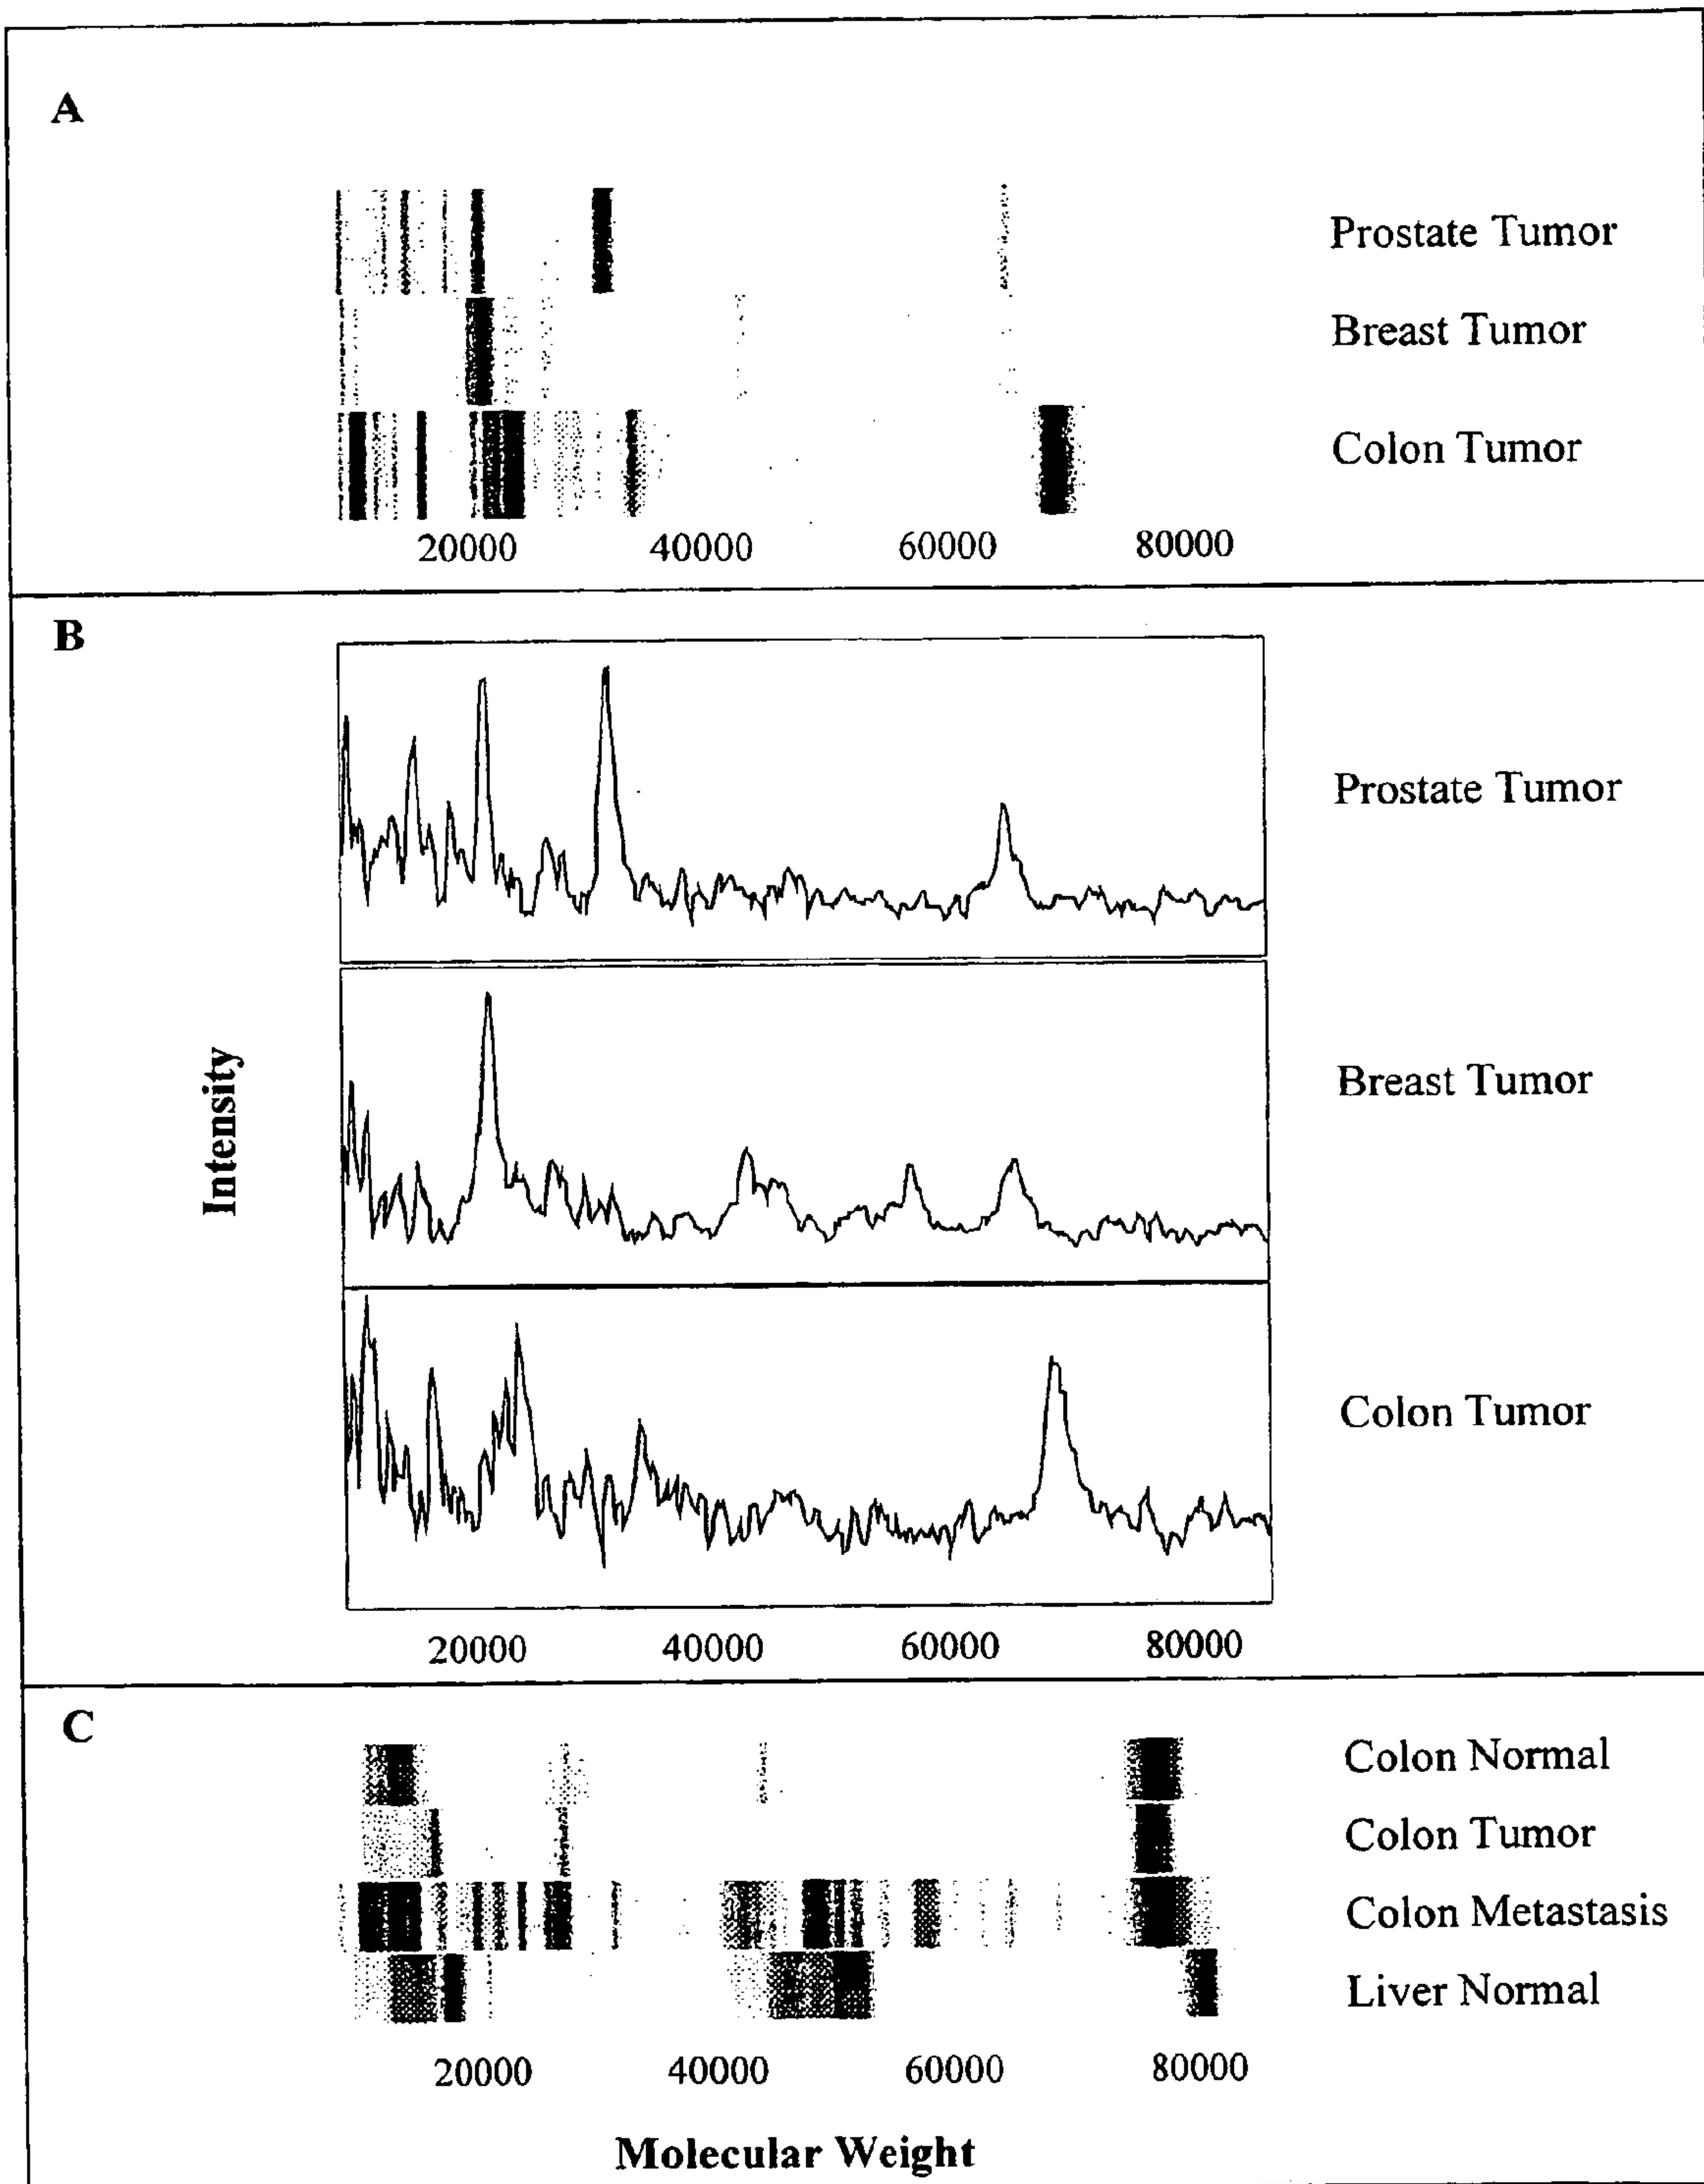 A
Prostate Tumor
Breast Tumor
Colon Tumor
20000 40000 60000 80000
B
Intensity
Prostate Tumor
Breast Tumor
Colon Tumor
20000 40000 60000 80000
C
Colon Normal
Colon Tumor
Colon Metastasis
Liver Normal
20000 40000 60000 80000
Molecular Weight